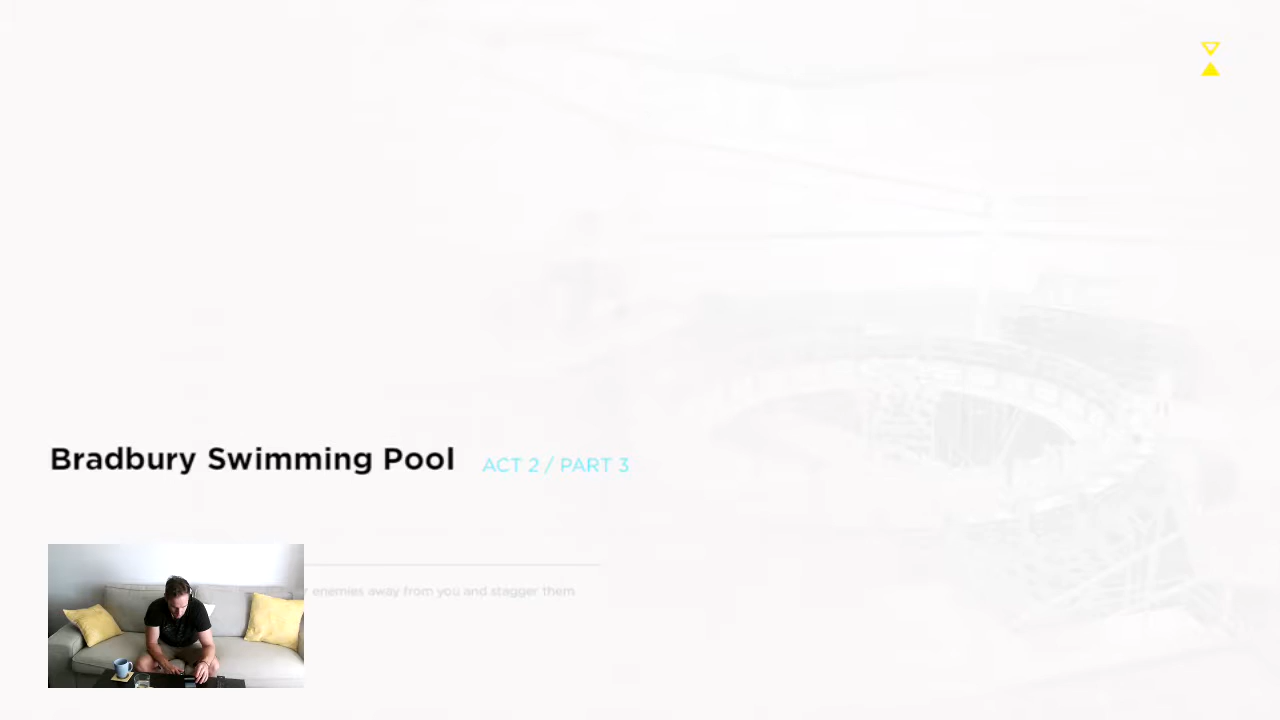 Bradbury Swimming Pool ACT 2 / PART 3
enemies away from you and stagger them